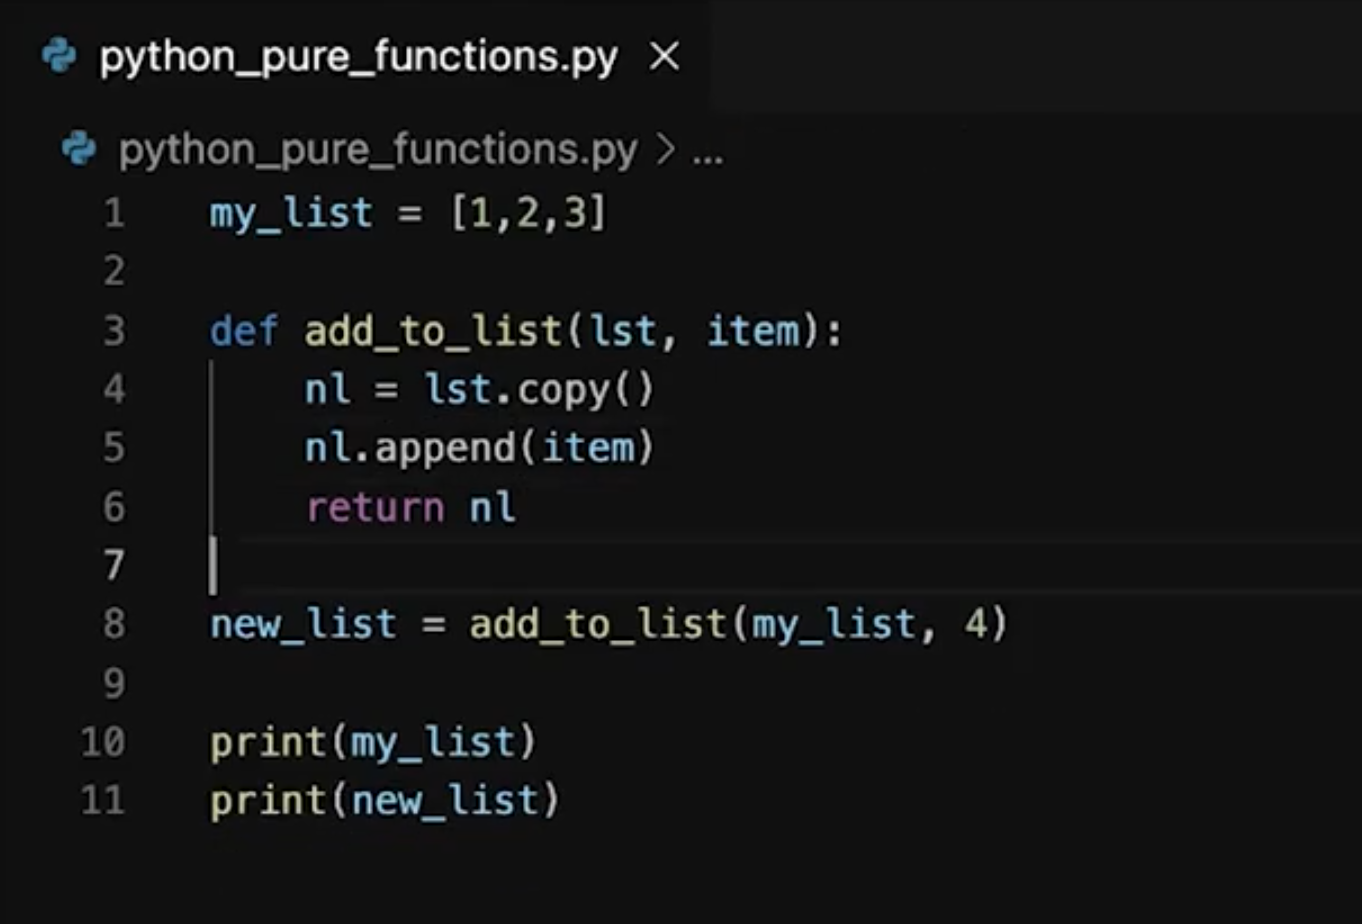 python_pure_functions.py ×
python_pure_functions.py > ...
1 my_list = [1,2,3]
2
3 def add_to_list(lst, item):
4     nl = lst.copy()
5     nl.append(item)
6     return nl
7
8 new_list = add_to_list(my_list, 4)
9
10 print(my_list)
11 print(new_list)